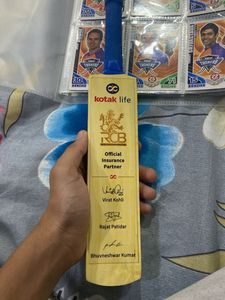 kotak life
RCB
Official
Insurance
Partner
Virat Kohli
Rajat Patidar
Bhuvneshwar Kumar